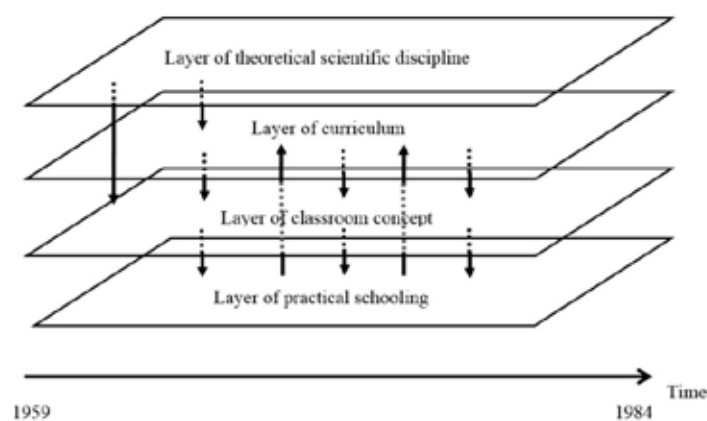 Layer of theoretical scientific discipline
Layer of curriculum
Layer of classroom concept
Layer of practical schooling
Time
1959
1984